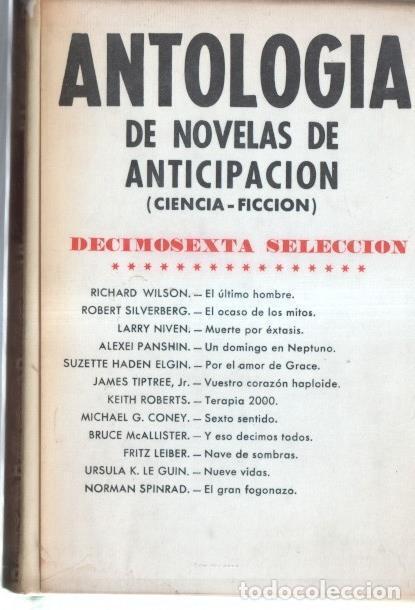 ANTOLOGIA
DE NOVELAS DE
ANTICIPACION
(CIENCIA-FICCION)
DECIMOSEXTA SELECCION
* * * * * * * * * * * * * * * *
RICHARD WILSON. — El último hombre.
ROBERT SILVERBERG. — El ocaso de los mitos.
LARRY NIVEN. — Muerte por éxtasis.
ALEXEI PANSHIN. — Un domingo en Neptuno.
SUZETTE HADEN ELGIN. — Por el amor de Grace.
JAMES TIPTREE, Jr. — Vuestro corazón haploide.
KEITH ROBERTS. — Terapia 2000.
MICHAEL G. CONEY. — Sexto sentido.
BRUCE McALLISTER. — Y eso decimos todos.
FRITZ LEIBER. — Nave de sombras.
URSULA K. LE GUIN. — Nueve vidas.
NORMAN SPINRAD. — El gran fogonazo.
todocoleccion.net